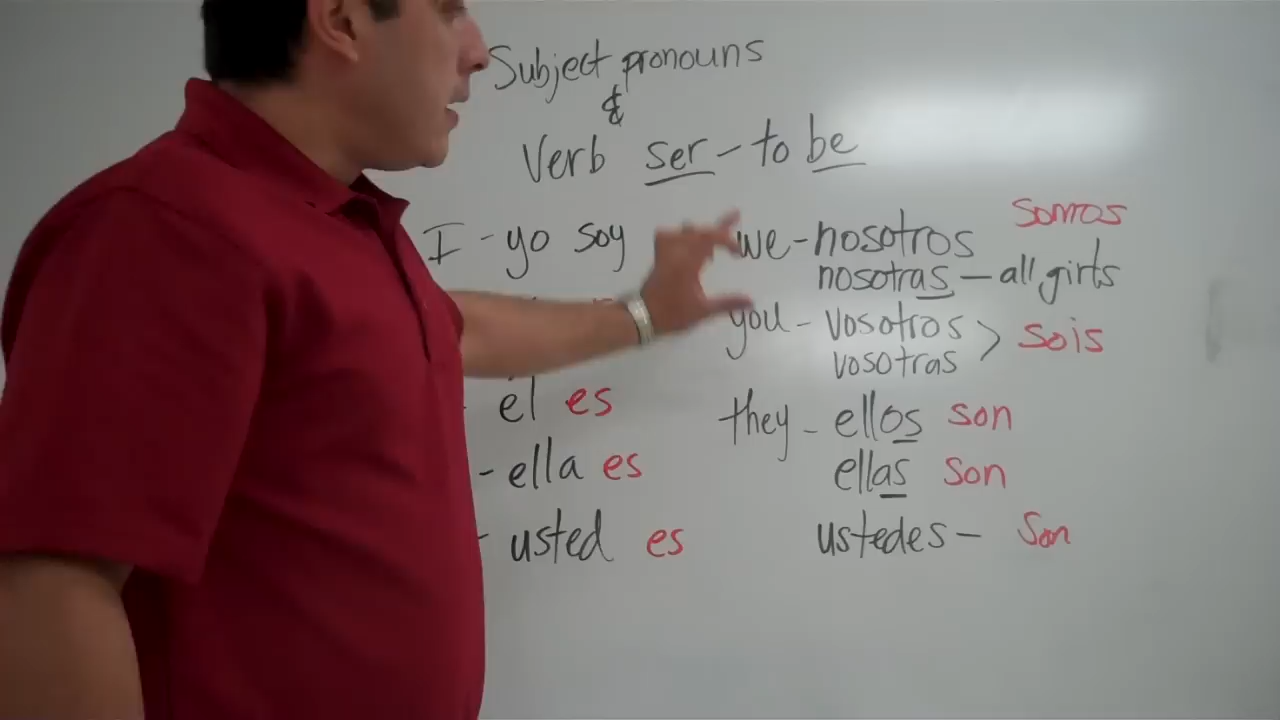 Subject pronouns
&
Verb ser - to be
I - yo soy
el es
- ella es
- usted es
we - nosotros somos
nosotras - all girls
you - vosotros > sois
vosotras
they - ellos son
ellas son
ustedes - son